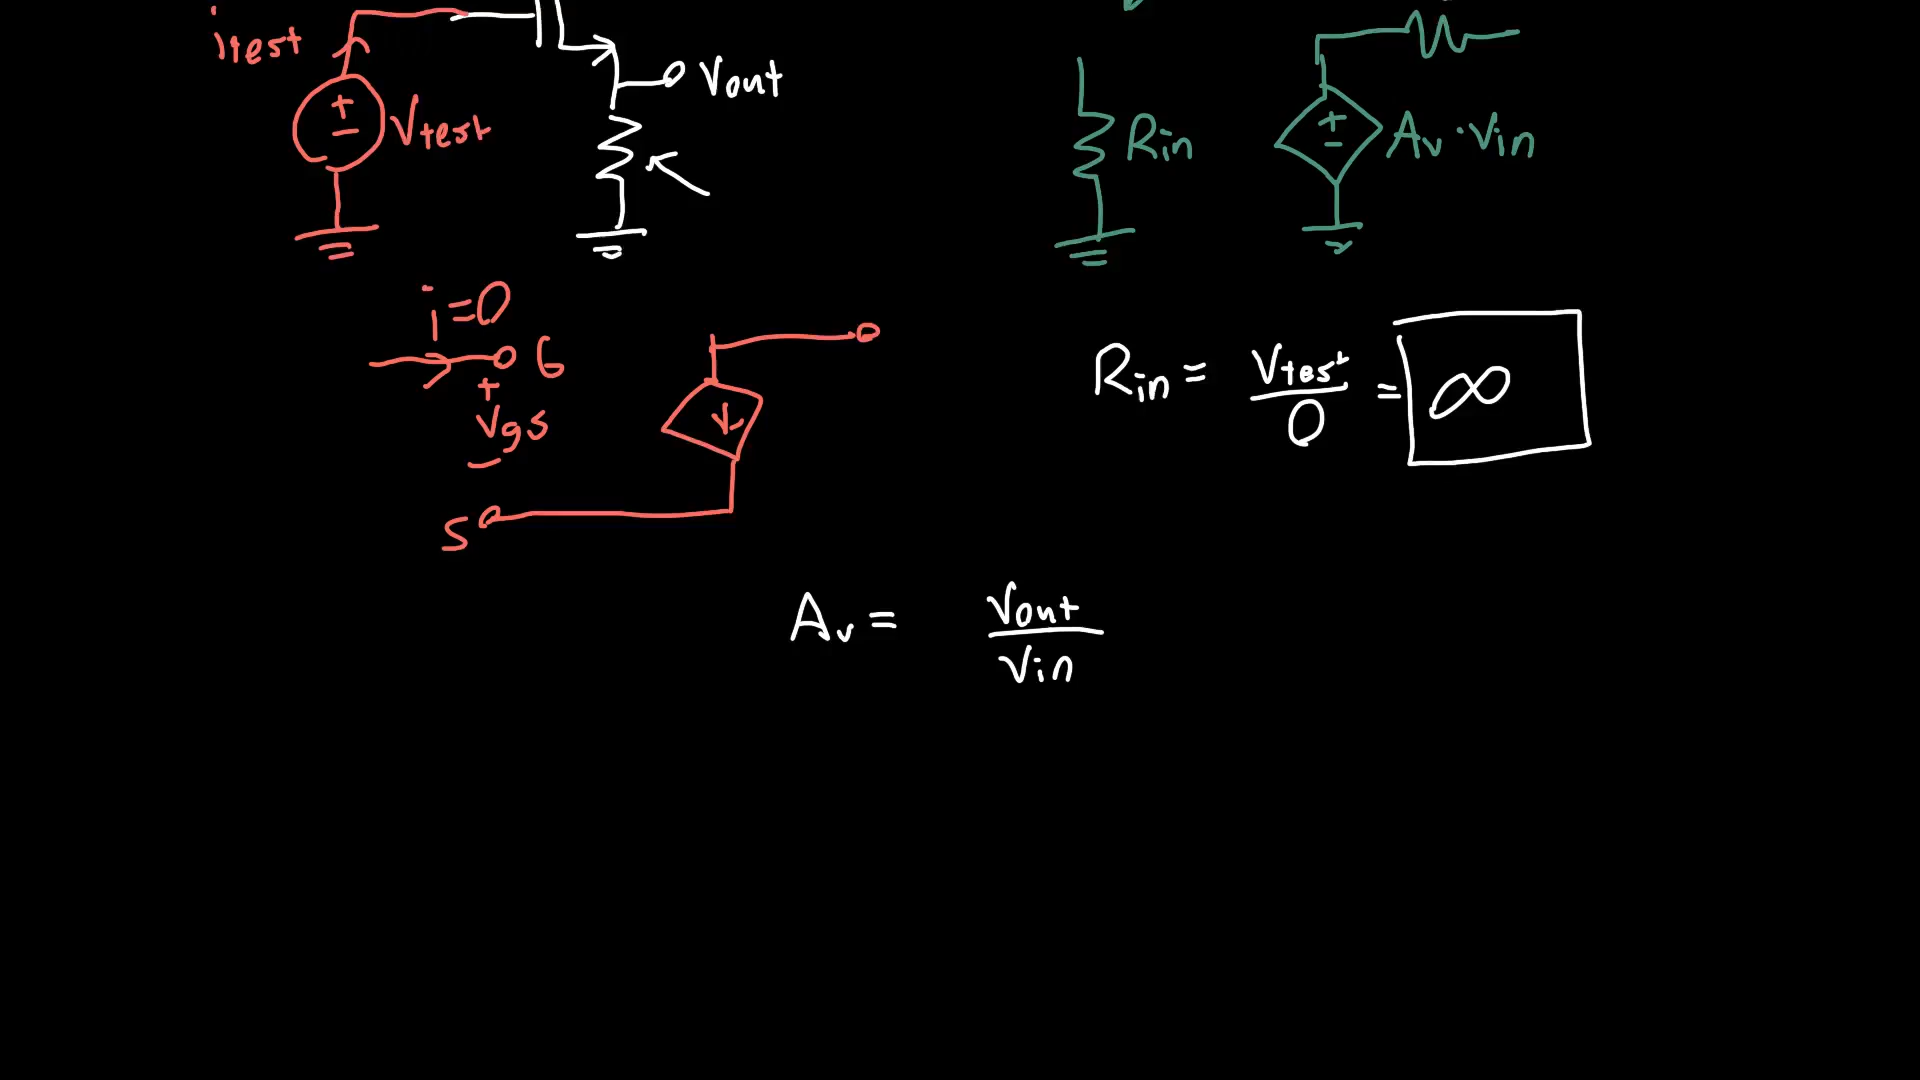 itest
Vout
+
−
Vtest
Rin
+
−
Av · Vin
i=0
G
+
Vgs
−
S
Rin = Vtest / 0 = ∞
Av = Vout / Vin